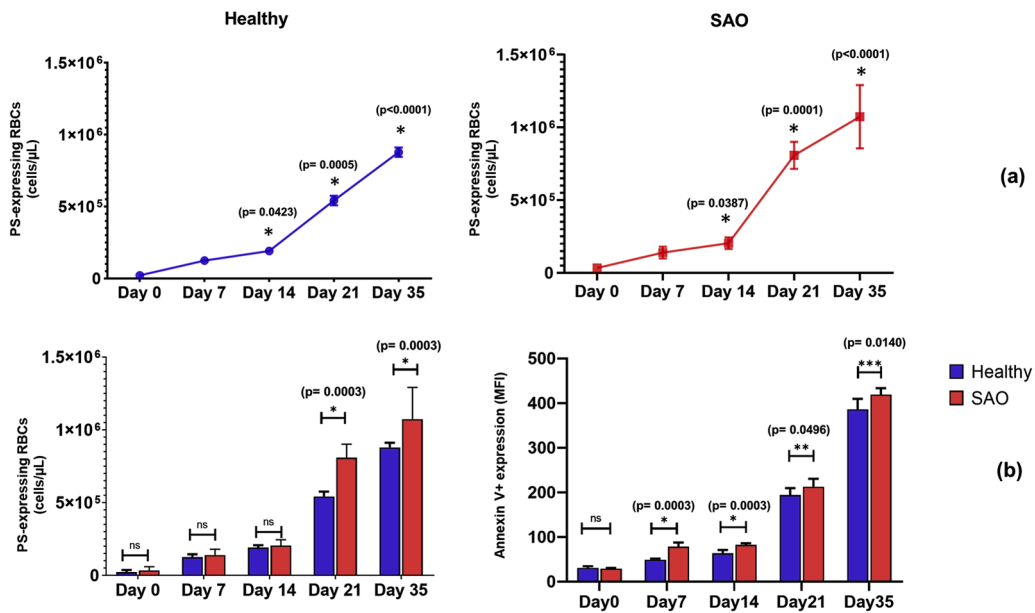 Healthy
PS-expressing RBCs
(cells/µL)
1.5×10⁶
1×10⁶
5×10⁵
0
(p= 0.0423)
*
(p= 0.0005)
*
(p<0.0001)
*
Day 0 Day 7 Day 14 Day 21 Day 35
SAO
PS-expressing RBCs
(cells/µL)
1.5×10⁶
1×10⁶
5×10⁵
0
(p= 0.0387)
*
(p= 0.0001)
*
(p<0.0001)
*
Day 0 Day 7 Day 14 Day 21 Day 35
(a)
PS-expressing RBCs
(cells/µL)
1.5×10⁶
1×10⁶
5×10⁵
0
ns
ns
ns
(p= 0.0003)
*
(p= 0.0003)
*
Day 0 Day 7 Day 14 Day 21 Day 35
Annexin V+ expression (MFI)
500
400
300
200
100
0
ns
(p= 0.0003)
*
(p= 0.0003)
*
(p= 0.0496)
**
(p= 0.0140)
***
Day0 Day7 Day14 Day21 Day35
Healthy
SAO
(b)